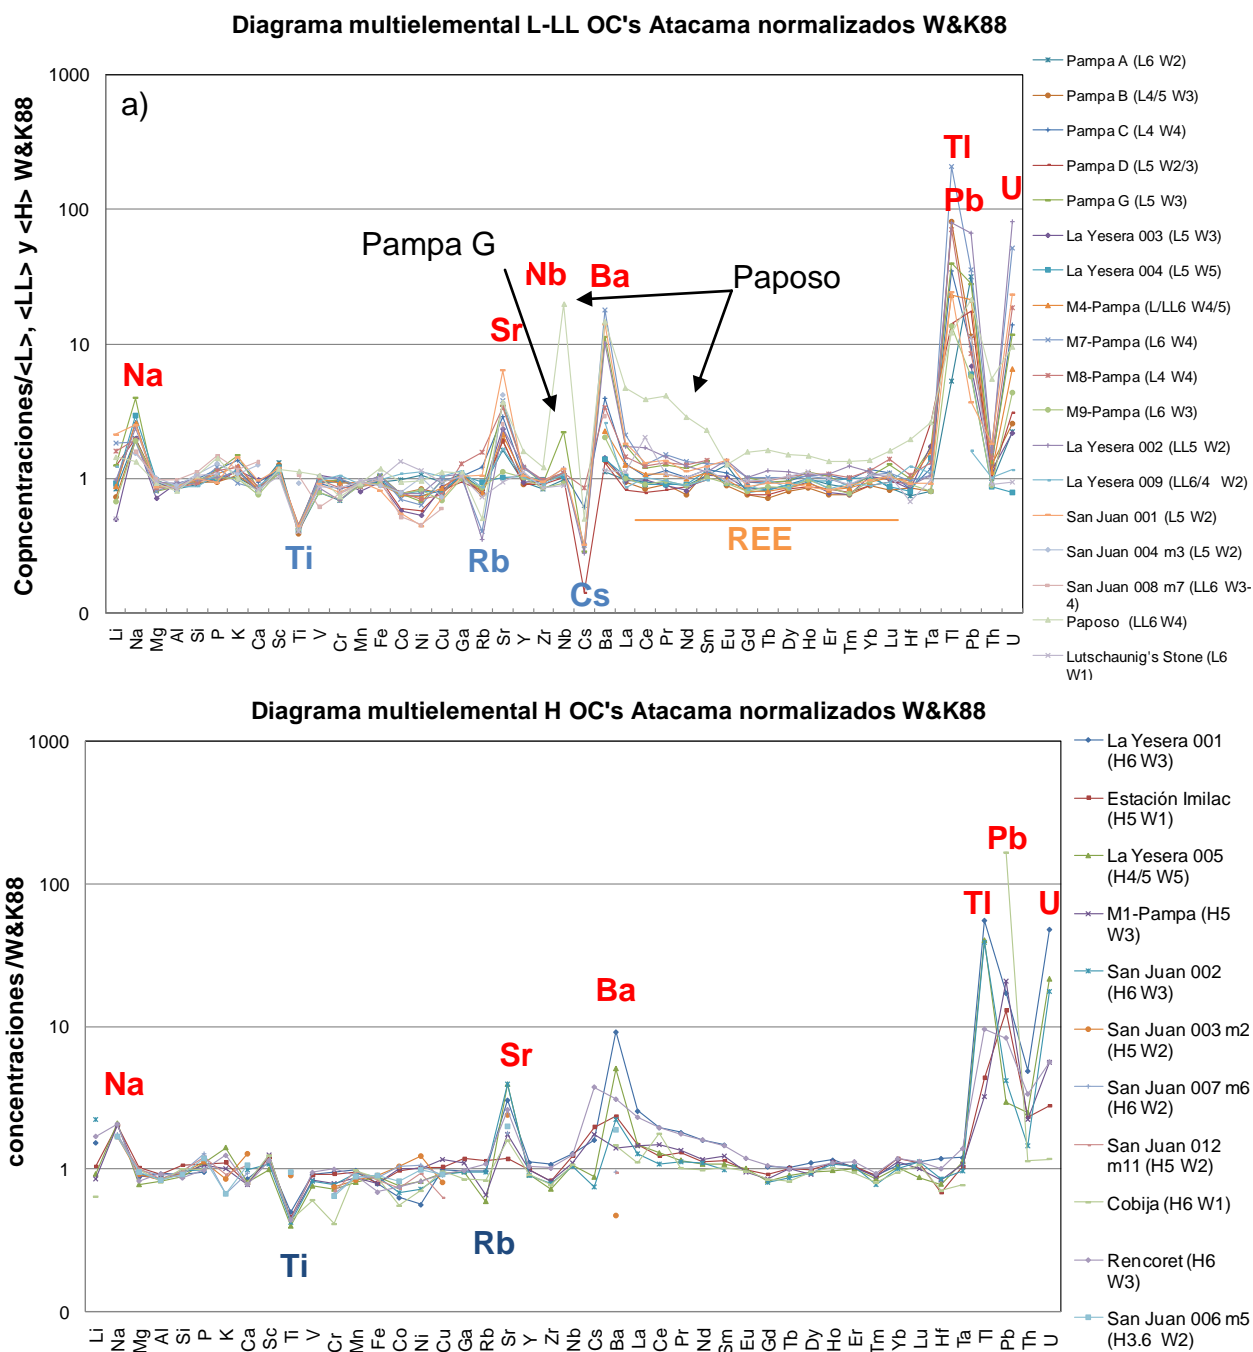 Diagrama multielemental L-LL OC's Atacama normalizados W&K88
Copncentraciones/<L>, <LL> y <H> W&K88
1000
100
10
1
0
a)
Na
Ti
Rb
Sr
Pampa G
Nb
Ba
Cs
Paposo
REE
Tl
Pb
U
Li Na Mg Al Si P K Ca Sc Ti V Cr Mn Fe Co Ni Cu Ga Rb Sr Y Zr Nb Cs Ba La Ce Pr Nd Sm Eu Gd Tb Dy Ho Er Tm Yb Lu Hf Ta Tl Pb Th U
Pampa A (L6 W2)
Pampa B (L4/5 W3)
Pampa C (L4 W4)
Pampa D (L5 W2/3)
Pampa G (L5 W3)
La Yesera 003 (L5 W3)
La Yesera 004 (L5 W5)
M4-Pampa (L/LL6 W4/5)
M7-Pampa (L6 W4)
M8-Pampa (L4 W4)
M9-Pampa (L6 W3)
La Yesera 002 (LL5 W2)
La Yesera 009 (LL6/4 W2)
San Juan 001 (L5 W2)
San Juan 004 m3 (L5 W2)
San Juan 008 m7 (LL6 W3-
4)
Paposo (LL6 W4)
Lutschaunig's Stone (L6
W1)
Diagrama multielemental H OC's Atacama normalizados W&K88
concentraciones /W&K88
1000
100
10
1
0
Na
Ti
Rb
Sr
Ba
Tl
Pb
U
Li Na Mg Al Si P K Ca Sc Ti V Cr Mn Fe Co Ni Cu Ga Rb Sr Y Zr Nb Cs Ba La Ce Pr Nd Sm Eu Gd Tb Dy Ho Er Tm Yb Lu Hf Ta Tl Pb Th U
La Yesera 001
(H6 W3)
Estación Imilac
(H5 W1)
La Yesera 005
(H4/5 W5)
M1-Pampa (H5
W3)
San Juan 002
(H6 W3)
San Juan 003 m2
(H5 W2)
San Juan 007 m6
(H6 W2)
San Juan 012
m11 (H5 W2)
Cobija (H6 W1)
Rencoret (H6
W3)
San Juan 006 m5
(H3.6 W2)